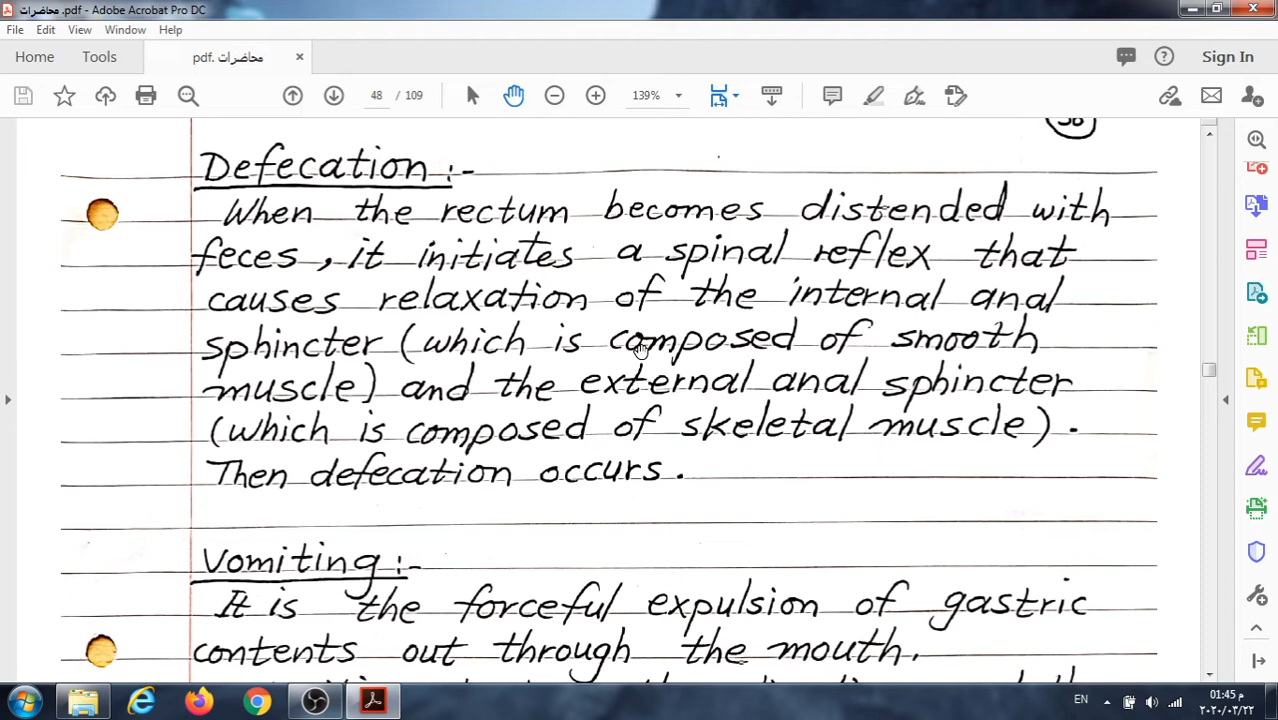 محاضرات.pdf - Adobe Acrobat Pro DC
File Edit View Window Help
Home Tools محاضرات.pdf × Sign In
48 / 109 139%
Defecation :-
When the rectum becomes distended with
feces, it initiates a spinal reflex that
causes relaxation of the internal anal
sphincter (which is composed of smooth
muscle) and the external anal sphincter
(which is composed of skeletal muscle).
Then defecation occurs.
Vomiting :-
It is the forceful expulsion of gastric
contents out through the mouth.
EN
01:45 م
٢٠٢٠/٠٣/٢٢